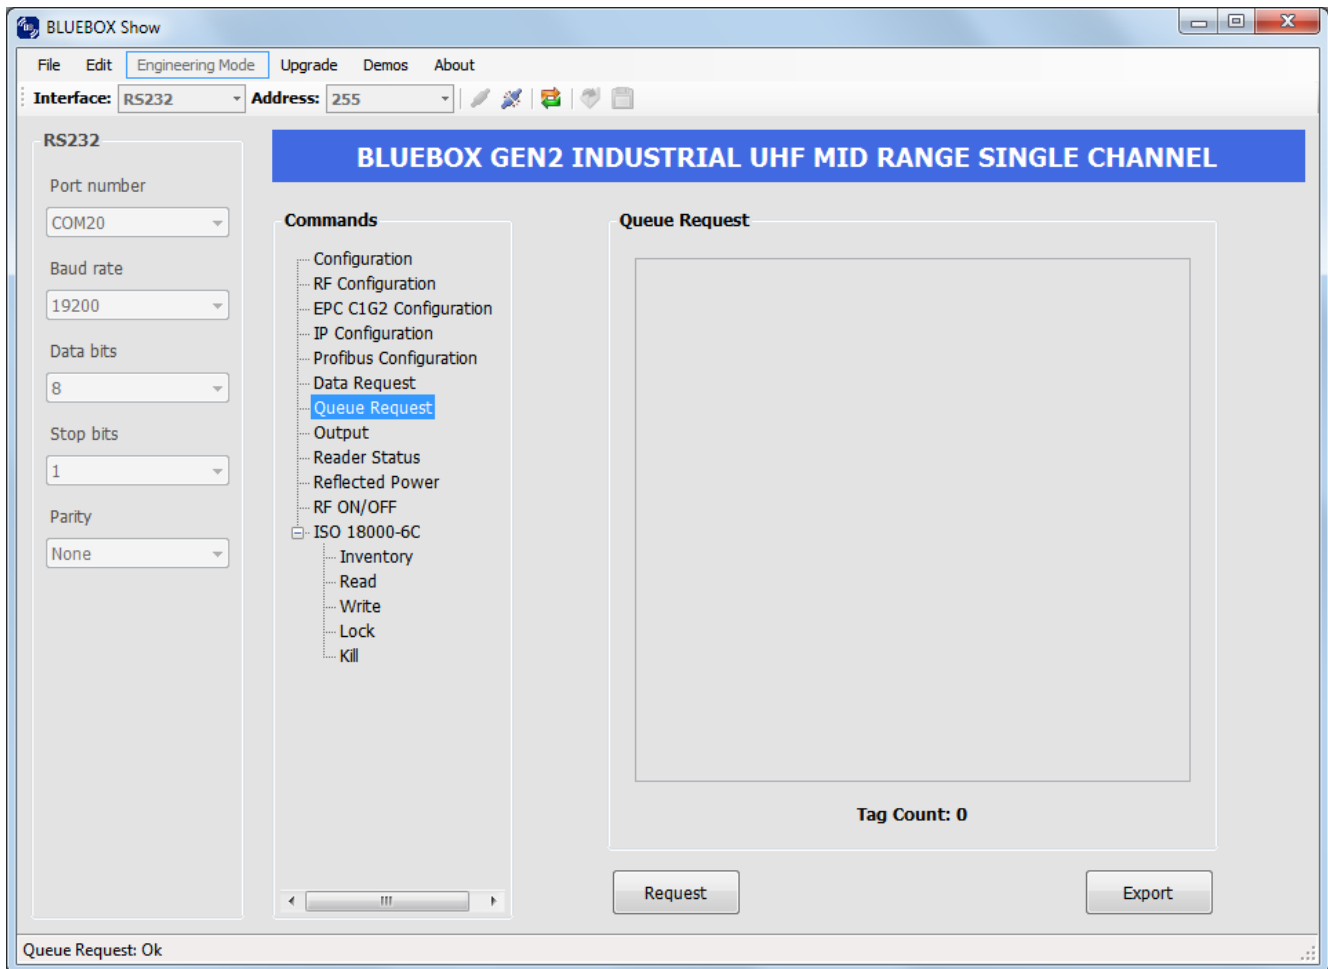 BLUEBOX Show
File Edit Engineering Mode Upgrade Demos About
Interface: RS232 Address: 255
RS232
Port number
COM20
Baud rate
19200
Data bits
8
Stop bits
1
Parity
None
BLUEBOX GEN2 INDUSTRIAL UHF MID RANGE SINGLE CHANNEL
Commands
Configuration
RF Configuration
EPC C1G2 Configuration
IP Configuration
Profibus Configuration
Data Request
Queue Request
Output
Reader Status
Reflected Power
RF ON/OFF
ISO 18000-6C
Inventory
Read
Write
Lock
Kill
Queue Request
Tag Count: 0
Request Export
Queue Request: Ok